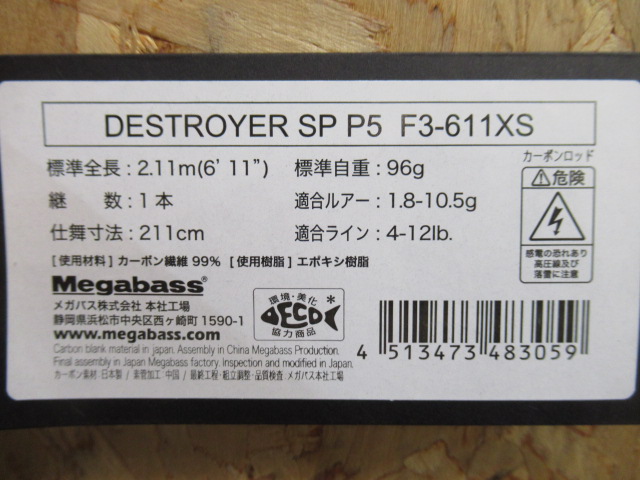 DESTROYER SP P5 F3-611XS
標準全長 : 2.11m(6' 11") 標準自重 : 96g
継 数 : 1本 適合ルアー : 1.8-10.5g
仕舞寸法 : 211cm 適合ライン : 4-12lb.
カーボンロッド
危険
感電の恐れあり
高圧線及び
落雷に注意
[使用材料] カーボン繊維 99% [使用樹脂] エポキシ樹脂
Megabass®
メガバス株式会社 本社工場
静岡県浜松市中央区西ヶ崎町 1590-1
www.megabass.com
環境・美化
ECO
協力商品
*
4 513473 483059
Carbon blank material in japan. Assembly in China Megabass Production.
Final assembly in Japan Megabass factory. Inspection and modified in Japan.
カーボン素材 : 日本製 / 素管加工 : 中国 / 最終工程・組立調整・品質検査 : メガバス本社工場